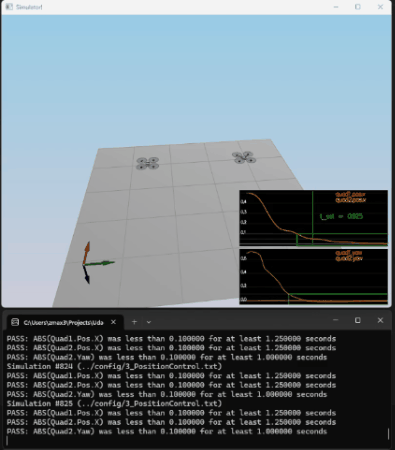 Simulator!
quad1.pos.x
quad2.pos.x
t_sol = 0.925
quad2.yaw
C:\Users\zmax3\Projects\Uda
PASS: ABS(Quad1.Pos.X) was less than 0.100000 for at least 1.250000 seconds
PASS: ABS(Quad2.Pos.X) was less than 0.100000 for at least 1.250000 seconds
PASS: ABS(Quad2.Yaw) was less than 0.100000 for at least 1.000000 seconds
Simulation #824 (../config/3_PositionControl.txt)
PASS: ABS(Quad1.Pos.X) was less than 0.100000 for at least 1.250000 seconds
PASS: ABS(Quad2.Pos.X) was less than 0.100000 for at least 1.250000 seconds
PASS: ABS(Quad2.Yaw) was less than 0.100000 for at least 1.000000 seconds
Simulation #825 (../config/3_PositionControl.txt)
PASS: ABS(Quad1.Pos.X) was less than 0.100000 for at least 1.250000 seconds
PASS: ABS(Quad2.Pos.X) was less than 0.100000 for at least 1.250000 seconds
PASS: ABS(Quad2.Yaw) was less than 0.100000 for at least 1.000000 seconds